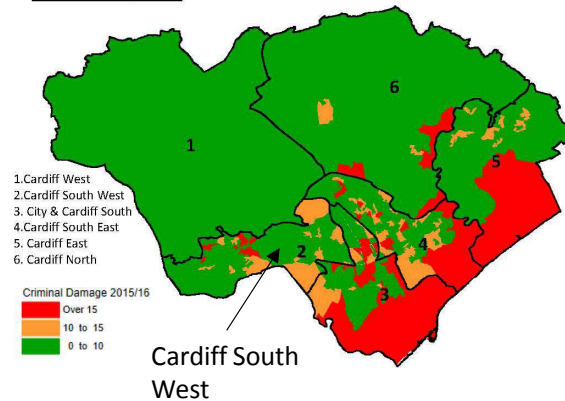 6
1
5
1.Cardiff West
2.Cardiff South West
3. City & Cardiff South
4.Cardiff South East
5. Cardiff East
6. Cardiff North
2
4
3
Criminal Damage 2015/16
Over 15
10 to 15
0 to 10
Cardiff South
West